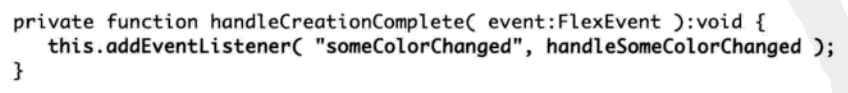 private function handleCreationComplete( event:FlexEvent ):void {
this.addEventListener( "someColorChanged", handleSomeColorChanged );
}